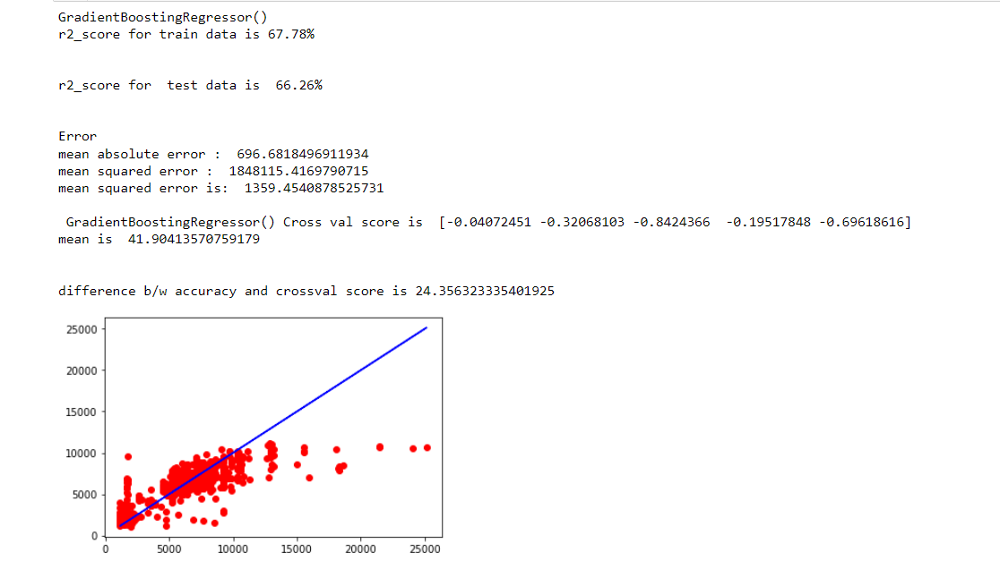 GradientBoostingRegressor()
r2_score for train data is 67.78%
r2_score for  test data is  66.26%
Error
mean absolute error :  696.6818496911934
mean squared error :  1848115.4169790715
mean squared error is:  1359.4540878525731
GradientBoostingRegressor() Cross val score is  [-0.04072451 -0.32068103 -0.8424366  -0.19517848 -0.69618616]
mean is  41.90413570759179
difference b/w accuracy and crossval score is 24.356323335401925
25000
20000
15000
10000
5000
0
0 5000 10000 15000 20000 25000